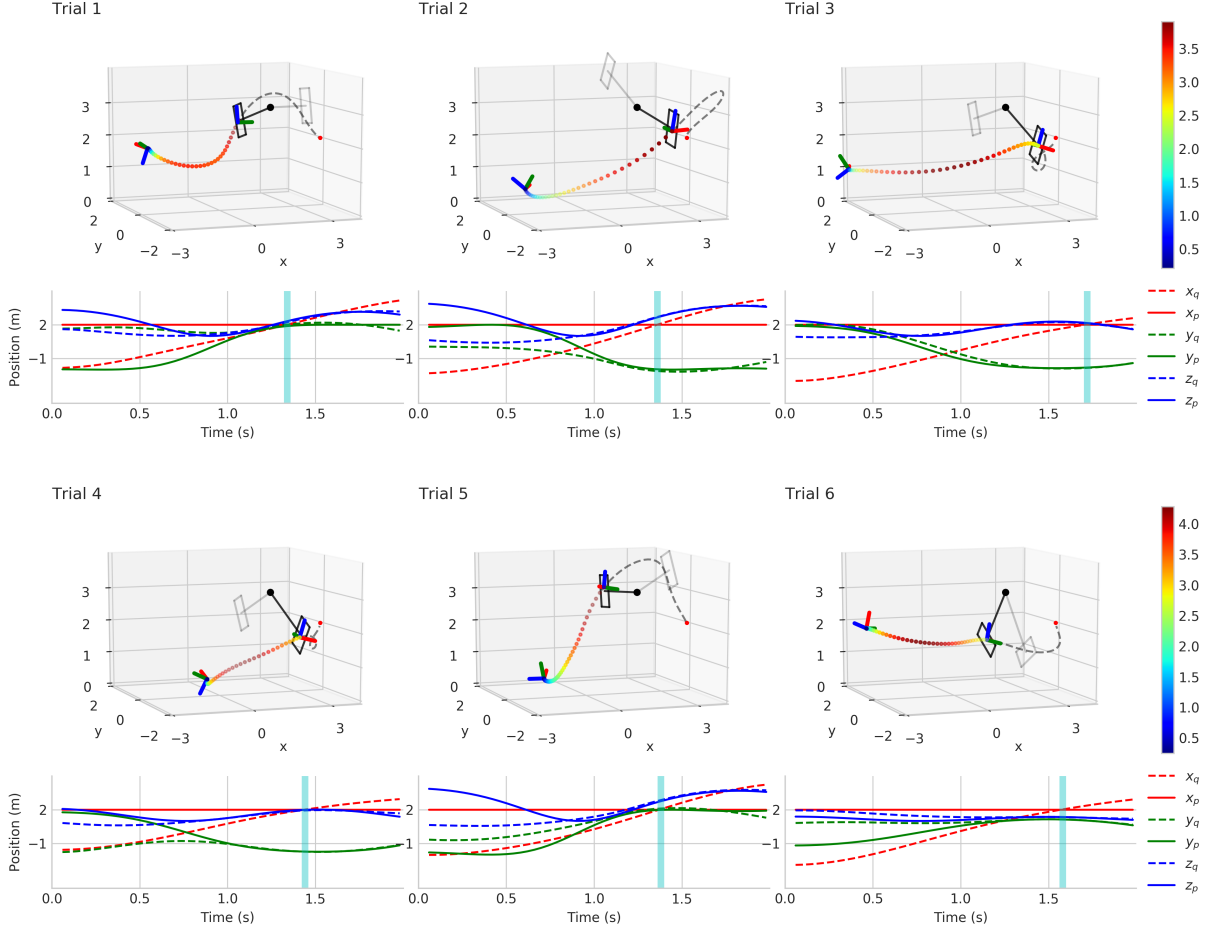 Trial 1
Trial 2
Trial 3
3
2
1
0
2
0
−2
y
−3
0
3
x
3
2
1
0
2
0
−2
y
−3
0
3
x
3
2
1
0
2
0
−2
y
−3
0
3
x
3.5
3.0
2.5
2.0
1.5
1.0
0.5
Position (m)
2
−1
0.0 0.5 1.0 1.5
Time (s)
2
−1
0.0 0.5 1.0 1.5
Time (s)
2
−1
0.0 0.5 1.0 1.5
Time (s)
x_q
x_p
y_q
y_p
z_q
z_p
Trial 4
Trial 5
Trial 6
3
2
1
0
2
0
−2
y
−3
0
3
x
3
2
1
0
2
0
−2
y
−3
0
3
x
3
2
1
0
2
0
−2
y
−3
0
3
x
4.0
3.5
3.0
2.5
2.0
1.5
1.0
0.5
Position (m)
2
−1
0.0 0.5 1.0 1.5
Time (s)
2
−1
0.0 0.5 1.0 1.5
Time (s)
2
−1
0.0 0.5 1.0 1.5
Time (s)
x_q
x_p
y_q
y_p
z_q
z_p